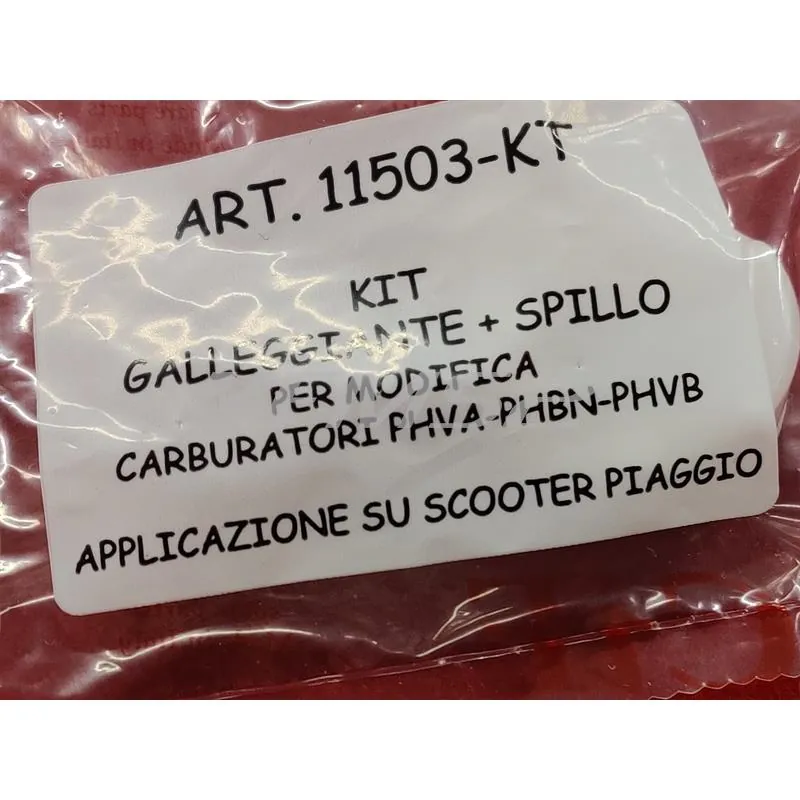 ART. 11503-KT
KIT
GALLEGGIANTE + SPILLO
PER MODIFICA
CARBURATORI PHVA-PHBN-PHVB
APPLICAZIONE SU SCOOTER PIAGGIO